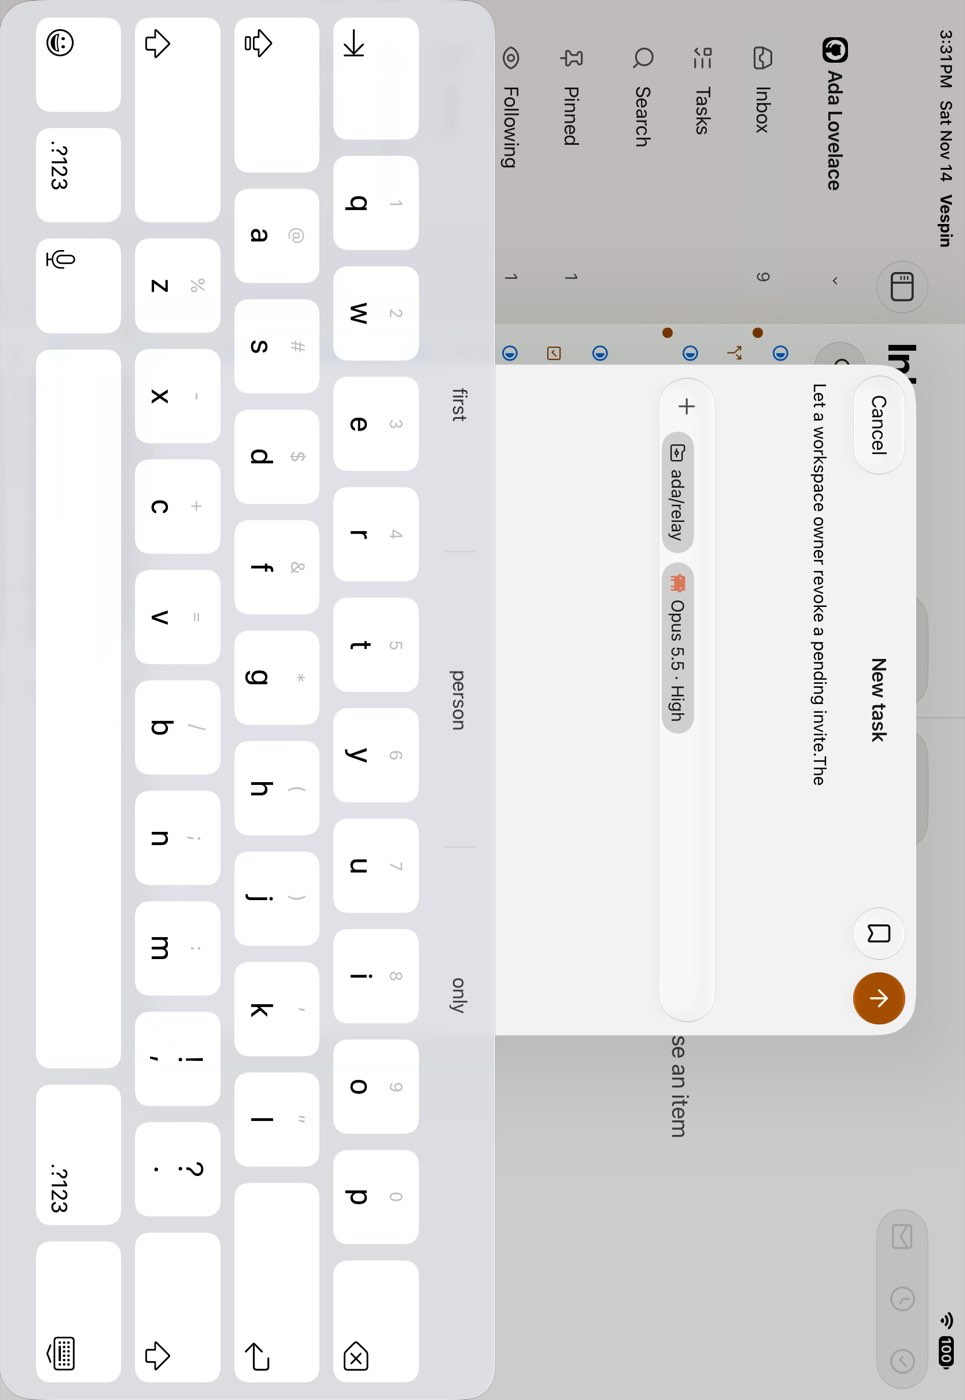 3:31 PM Sat Nov 14 Vespin
100
Ada Lovelace
Inbox 9
Tasks
Search
Pinned 1
Following 1
Cancel
New task
Let a workspace owner revoke a pending invite.The
ada/relay
Opus 5.5 · High
se an item
first person only
1 2 3 4 5 6 7 8 9 0
q w e r t y u i o p
@ # $ & * ( ) ' "
a s d f g h j k l
% - + = / ; : ! ?
z x c v b n m , .
.?123 .?123